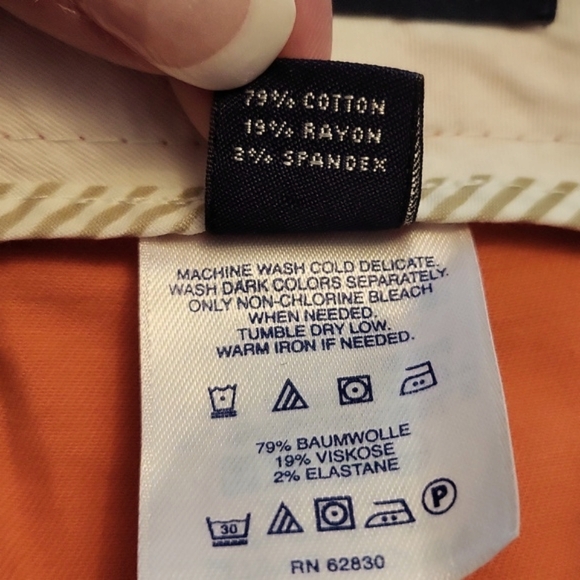 79% COTTON
19% RAYON
2% SPANDEX
MACHINE WASH COLD DELICATE.
WASH DARK COLORS SEPARATELY.
ONLY NON-CHLORINE BLEACH
WHEN NEEDED.
TUMBLE DRY LOW.
WARM IRON IF NEEDED.
79% BAUMWOLLE
19% VISKOSE
2% ELASTANE
30
P
RN 62830